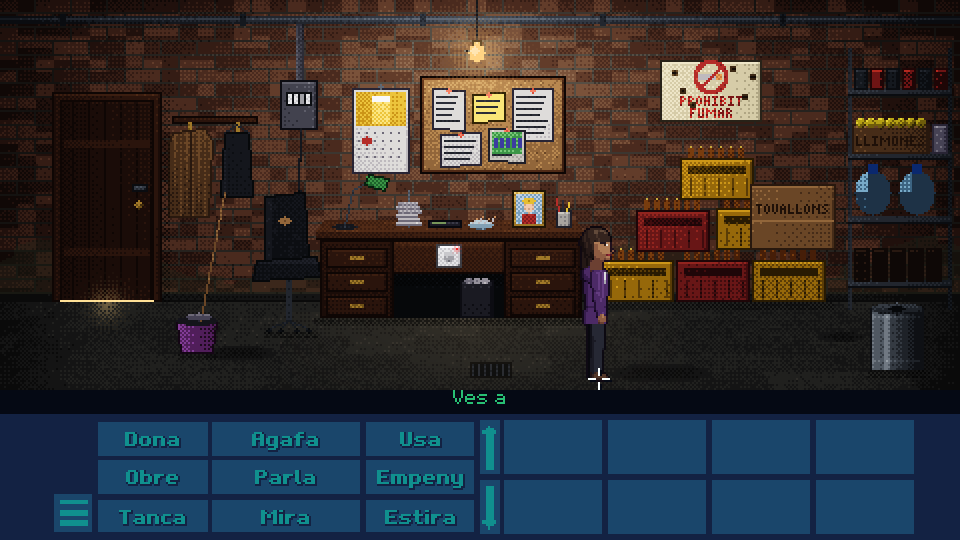 PROHIBIT
FUMAR
LLIMONES
TOVALLONS
Ves a
Dona
Agafa
Usa
Obre
Parla
Empeny
Tanca
Mira
Estira